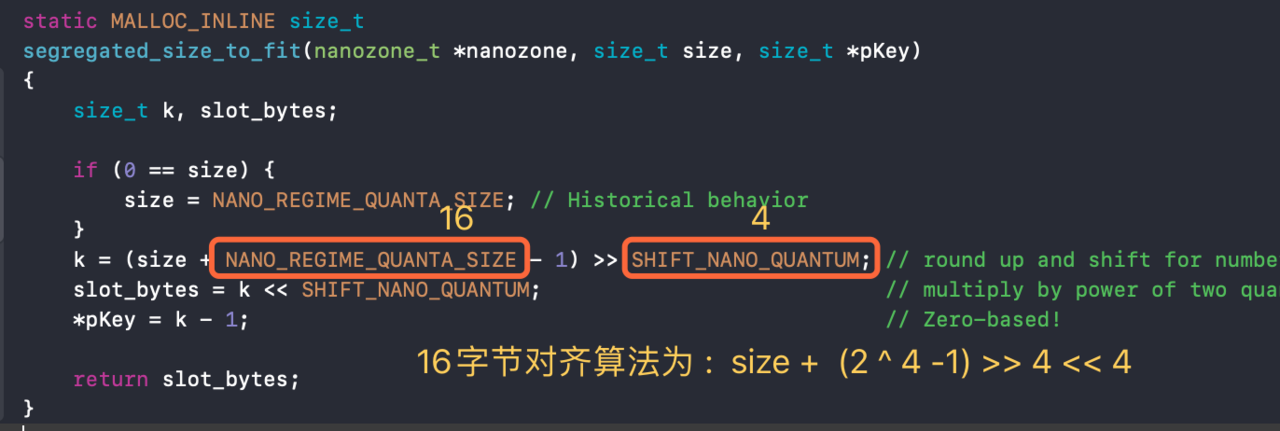 static MALLOC_INLINE size_t
segregated_size_to_fit(nanozone_t *nanozone, size_t size, size_t *pKey)
{
size_t k, slot_bytes;
if (0 == size) {
size = NANO_REGIME_QUANTA_SIZE; // Historical behavior
}
16 4
k = (size + NANO_REGIME_QUANTA_SIZE - 1) >> SHIFT_NANO_QUANTUM; // round up and shift for
slot_bytes = k << SHIFT_NANO_QUANTUM; // multiply by power of two
*pKey = k - 1; // Zero-based!
16字节对齐算法为: size + (2 ^ 4 -1) >> 4 << 4
return slot_bytes;
}